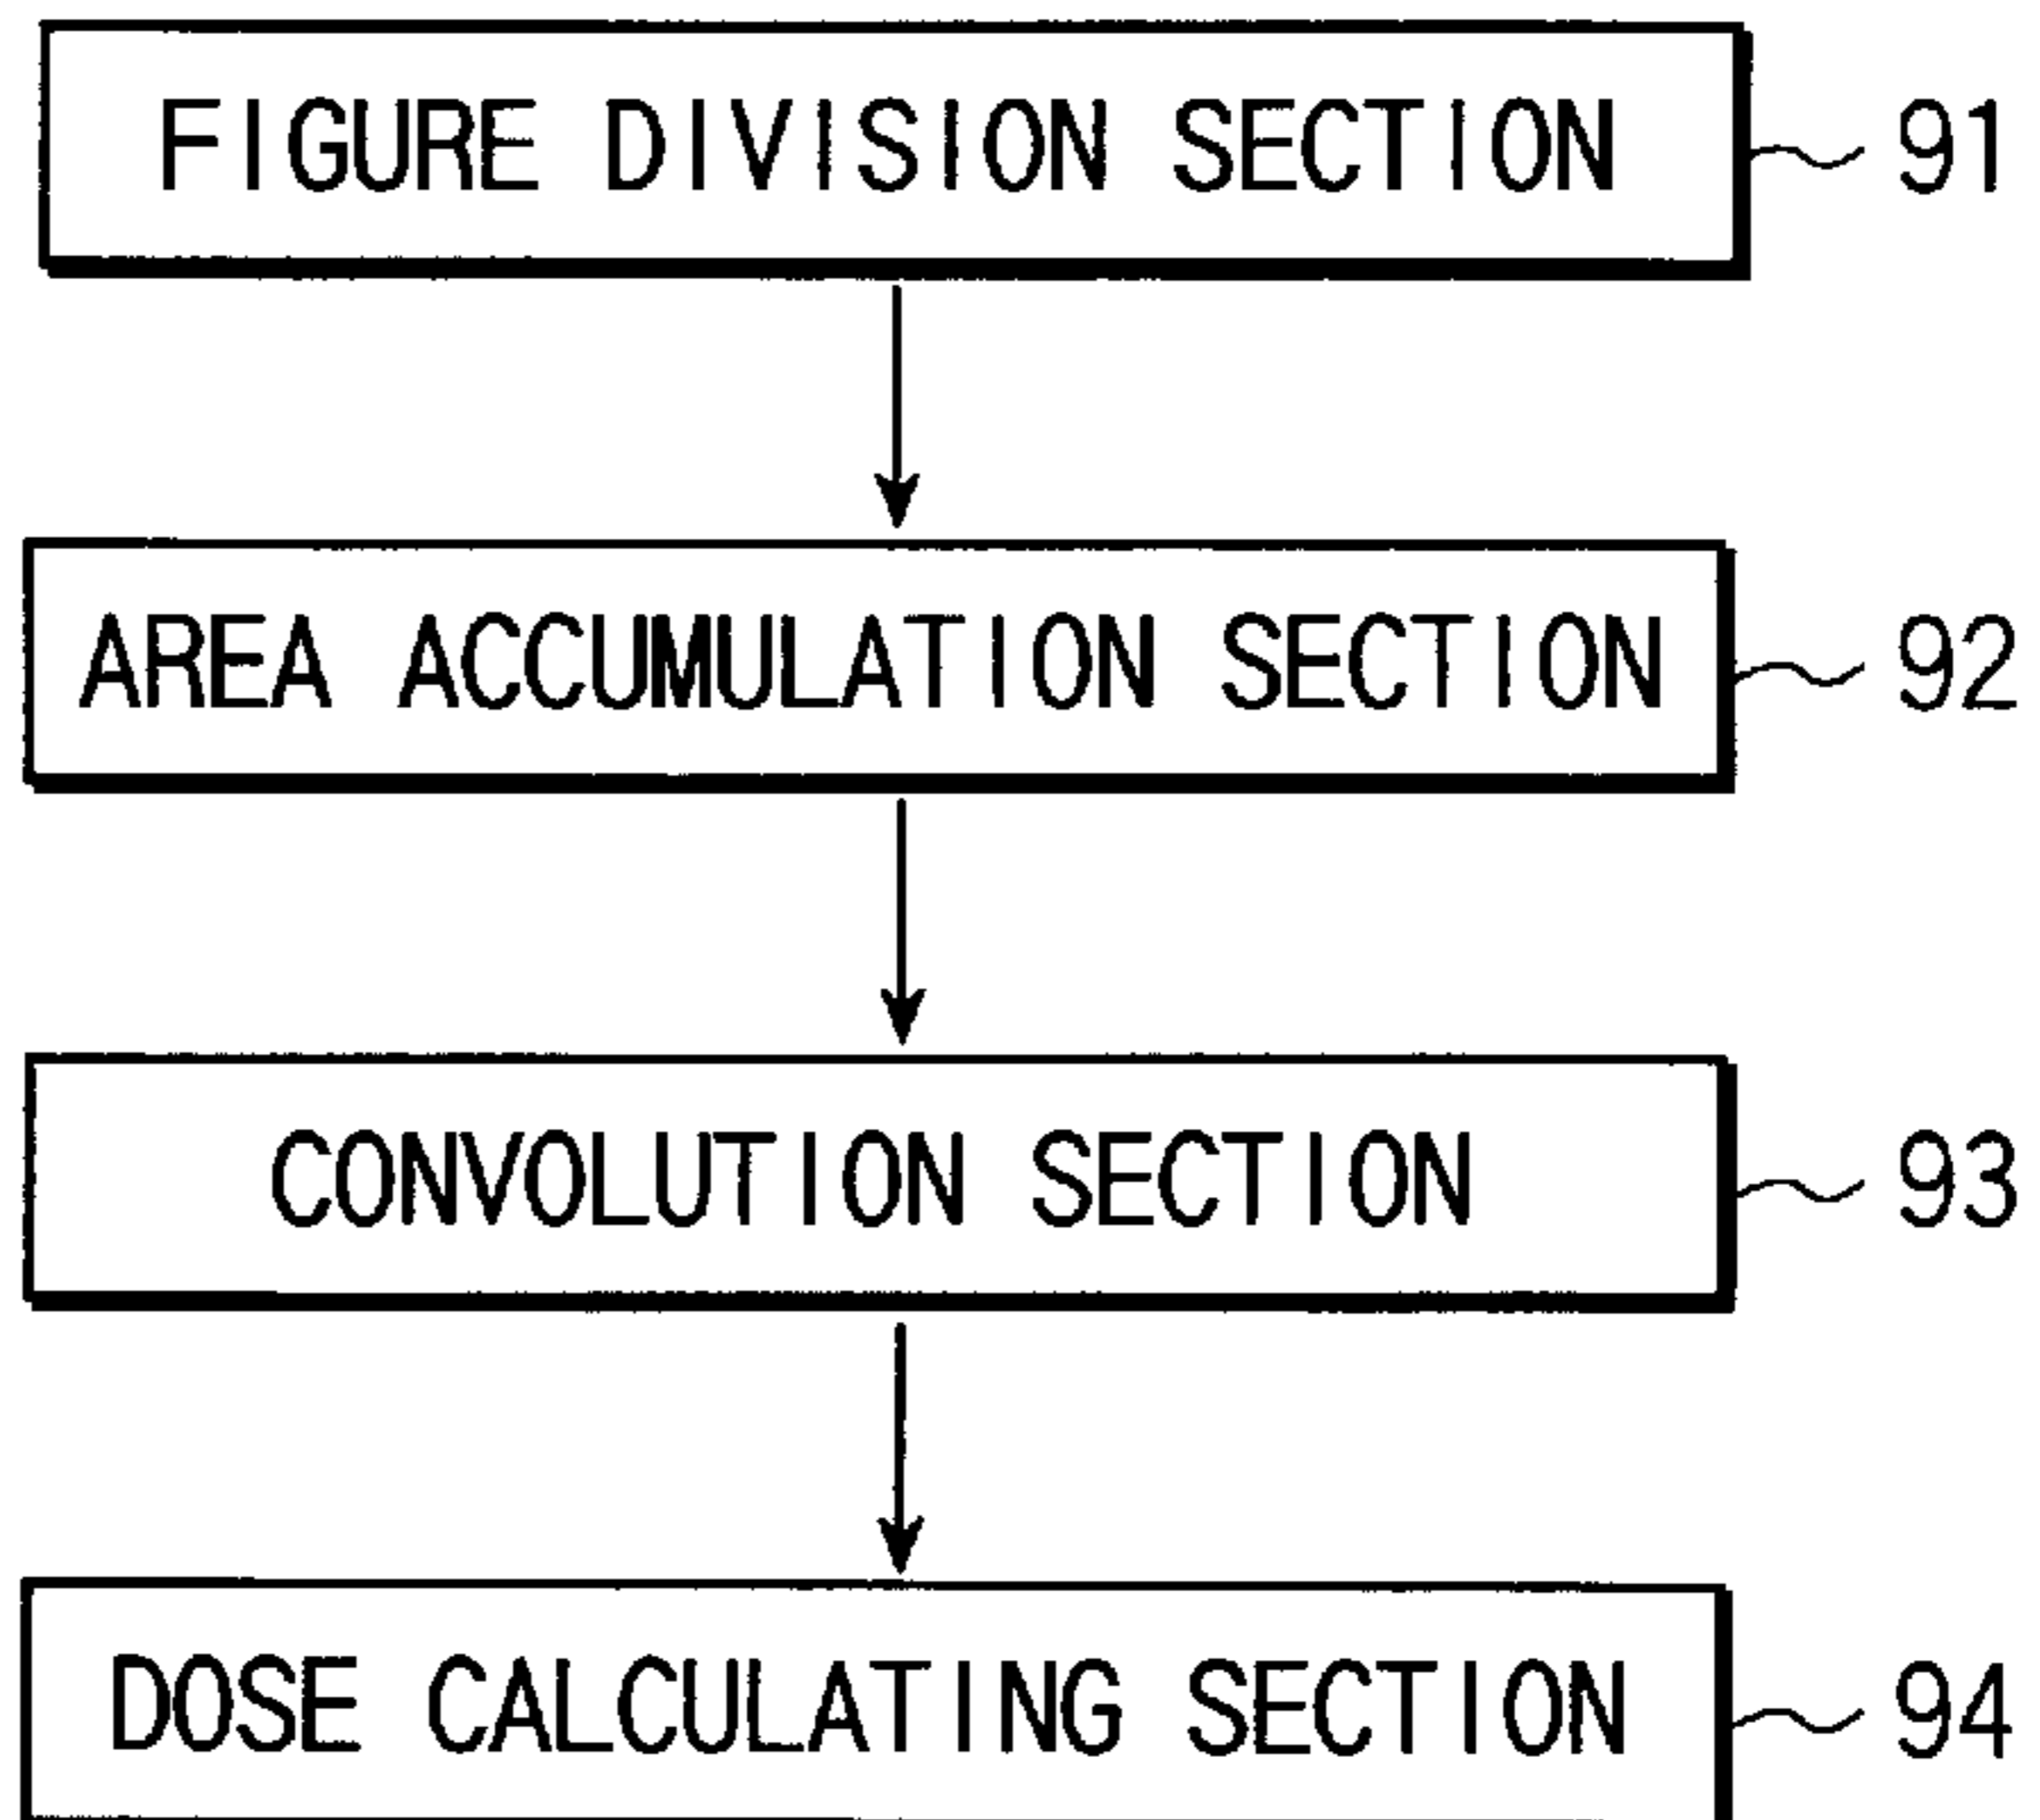 FIGURE DIVISION SECTION 91
AREA ACCUMULATION SECTION 92
CONVOLUTION SECTION 93
DOSE CALCULATING SECTION 94